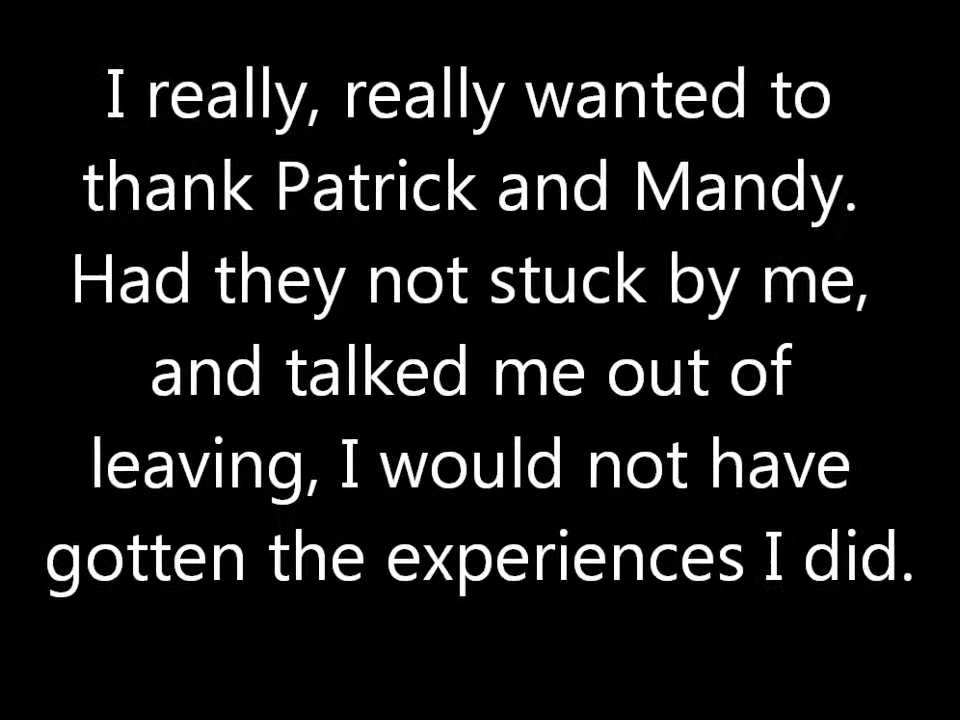 I really, really wanted to
thank Patrick and Mandy.
Had they not stuck by me,
and talked me out of
leaving, I would not have
gotten the experiences I did.